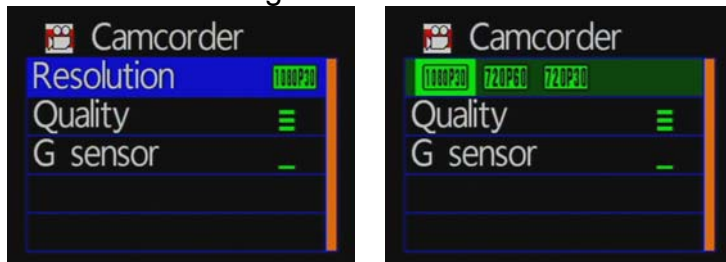 Camcorder
Resolution 1080P30
Quality
G sensor
Camcorder
1080P30 720P60 720P30
Quality
G sensor